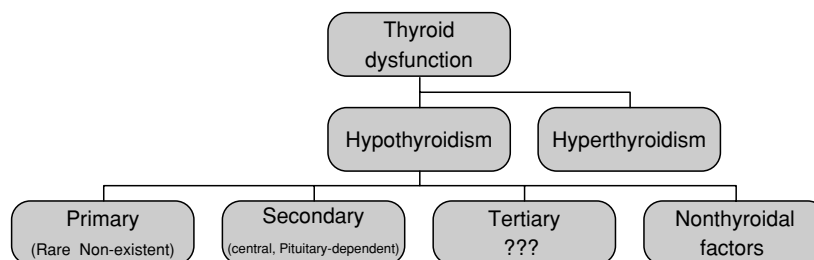 Thyroid
dysfunction
Hypothyroidism
Hyperthyroidism
Primary
(Rare Non-existent)
Secondary
(central, Pituitary-dependent)
Tertiary
???
Nonthyroidal
factors